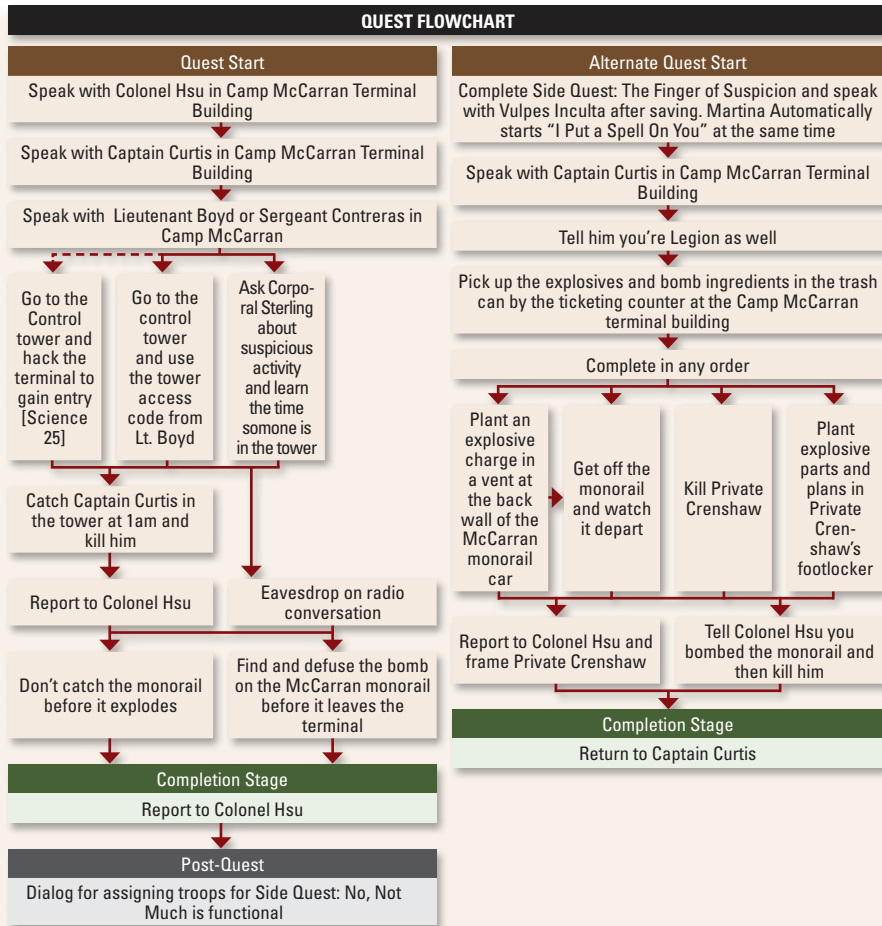 QUEST FLOWCHART
Quest Start
Speak with Colonel Hsu in Camp McCarran Terminal
Building
Speak with Captain Curtis in Camp McCarran Terminal
Building
Speak with Lieutenant Boyd or Sergeant Contreras in
Camp McCarran
Go to the
Control
tower and
hack the
terminal to
gain entry
[Science
25]
Go to the
control
tower
and use
the tower
access
code from
Lt. Boyd
Ask Corpo-
ral Sterling
about
suspicious
activity
and learn
the time
somone is
in the tower
Catch Captain Curtis in
the tower at 1am and
kill him
Report to Colonel Hsu
Eavesdrop on radio
conversation
Don't catch the monorail
before it explodes
Find and defuse the bomb
on the McCarran monorail
before it leaves the
terminal
Completion Stage
Report to Colonel Hsu
Post-Quest
Dialog for assigning troops for Side Quest: No, Not
Much is functional
Alternate Quest Start
Complete Side Quest: The Finger of Suspicion and speak
with Vulpes Inculta after saving. Martina Automatically
starts “I Put a Spell On You” at the same time
Speak with Captain Curtis in Camp McCarran Terminal
Building
Tell him you're Legion as well
Pick up the explosives and bomb ingredients in the trash
can by the ticketing counter at the Camp McCarran
terminal building
Complete in any order
Plant an
explosive
charge in
a vent at
the back
wall of the
McCarran
monorail
car
Get off the
monorail
and watch
it depart
Kill Private
Crenshaw
Plant
explosive
parts and
plans in
Private
Cren-
shaw's
footlocker
Report to Colonel Hsu and
frame Private Crenshaw
Tell Colonel Hsu you
bombed the monorail and
then kill him
Completion Stage
Return to Captain Curtis